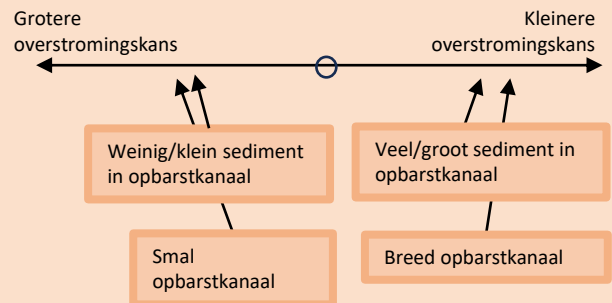 Grotere
overstromingskans
Kleinere
overstromingskans
Weinig/klein sediment
in opbarstkanaal
Veel/groot sediment in
opbarstkanaal
Smal
opbarstkanaal
Breed opbarstkanaal